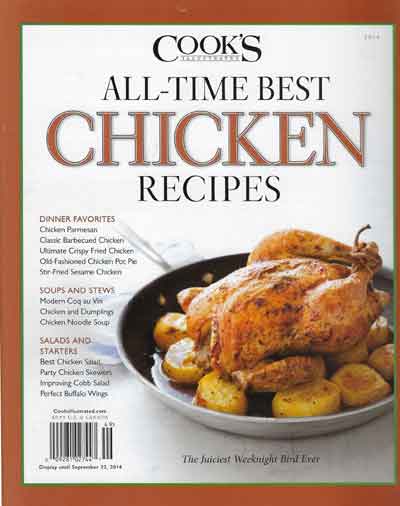 COOK'S
ILLUSTRATED
2014
ALL-TIME BEST
CHICKEN
RECIPES
DINNER FAVORITES
Chicken Parmesan
Classic Barbecued Chicken
Ultimate Crispy Fried Chicken
Old-Fashioned Chicken Pot Pie
Stir-Fried Sesame Chicken
SOUPS AND STEWS
Modern Coq au Vin
Chicken and Dumplings
Chicken Noodle Soup
SALADS AND
STARTERS
Best Chicken Salad
Party Chicken Skewers
Improving Cobb Salad
Perfect Buffalo Wings
CooksIllustrated.com
Display until September 22, 2014
The Juiciest Weeknight Bird Ever